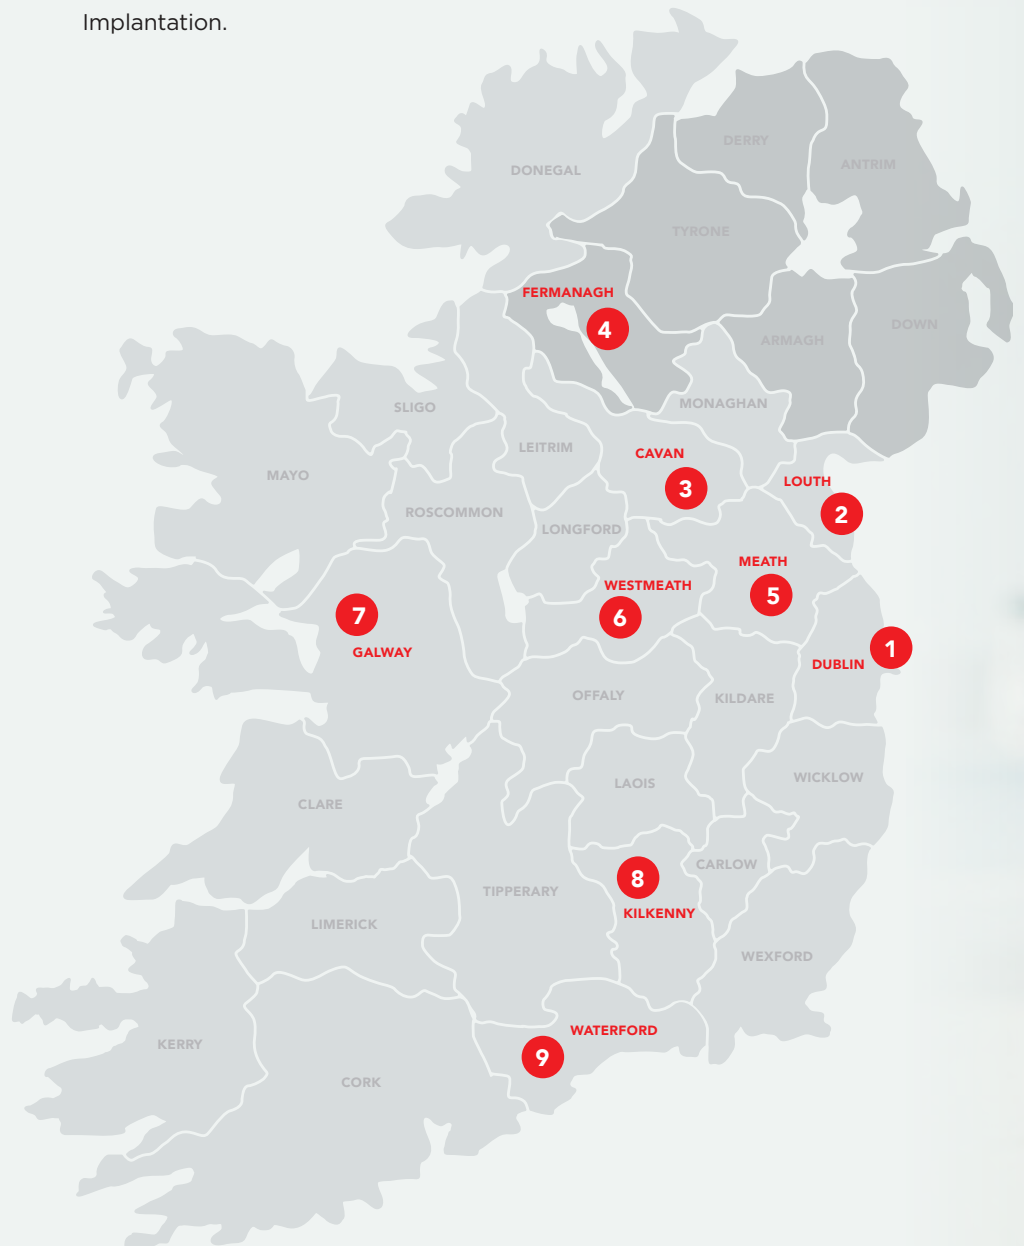 Implantation.
DERRY
ANTRIM
DONEGAL
TYRONE
FERMANAGH
4
DOWN
ARMAGH
MONAGHAN
SLIGO
LEITRIM
CAVAN
3
LOUTH
2
MAYO
ROSCOMMON
LONGFORD
MEATH
5
WESTMEATH
6
7
GALWAY
1
DUBLIN
OFFALY
KILDARE
LAOIS
WICKLOW
CLARE
CARLOW
8
KILKENNY
TIPPERARY
LIMERICK
WEXFORD
WATERFORD
9
KERRY
CORK